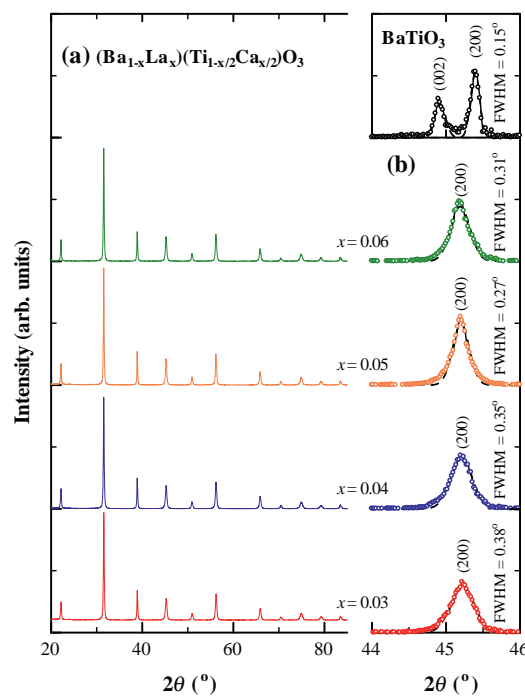 (a) (Ba1-xLax)(Ti1-x/2Cax/2)O3
BaTiO3
(002)
(200)
FWHM = 0.15°
(b)
(200)
FWHM = 0.31°
x=0.06
(200)
FWHM = 0.27°
x=0.05
(200)
FWHM = 0.35°
x=0.04
(200)
FWHM = 0.38°
x=0.03
Intensity (arb. units)
20 40 60 80
44 45 46
2θ (°)
2θ (°)